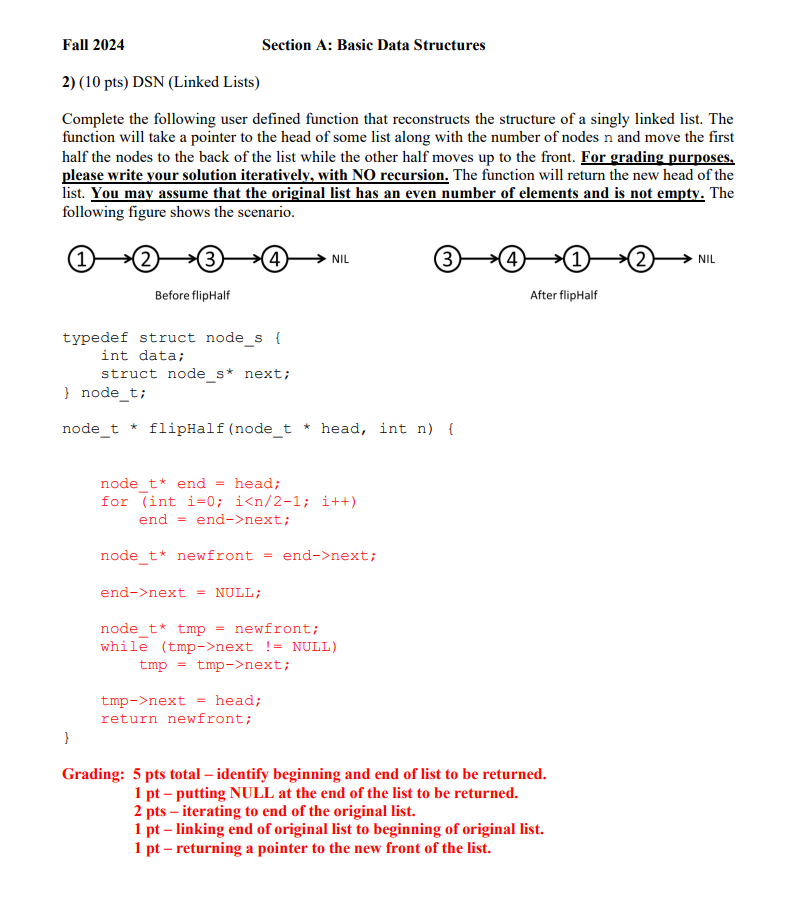 Fall 2024 Section A: Basic Data Structures
2) (10 pts) DSN (Linked Lists)
Complete the following user defined function that reconstructs the structure of a singly linked list. The
function will take a pointer to the head of some list along with the number of nodes n and move the first
half the nodes to the back of the list while the other half moves up to the front. For grading purposes,
please write your solution iteratively, with NO recursion. The function will return the new head of the
list. You may assume that the original list has an even number of elements and is not empty. The
following figure shows the scenario.
1 2 3 4 NIL 3 4 1 2 NIL
Before flipHalf After flipHalf
typedef struct node_s {
    int data;
    struct node_s* next;
} node_t;
node_t * flipHalf(node_t * head, int n) {
    node_t* end = head;
    for (int i=0; i<n/2-1; i++)
        end = end->next;
    node_t* newfront = end->next;
    end->next = NULL;
    node_t* tmp = newfront;
    while (tmp->next != NULL)
        tmp = tmp->next;
    tmp->next = head;
    return newfront;
}
Grading: 5 pts total – identify beginning and end of list to be returned.
1 pt – putting NULL at the end of the list to be returned.
2 pts – iterating to end of the original list.
1 pt – linking end of original list to beginning of original list.
1 pt – returning a pointer to the new front of the list.